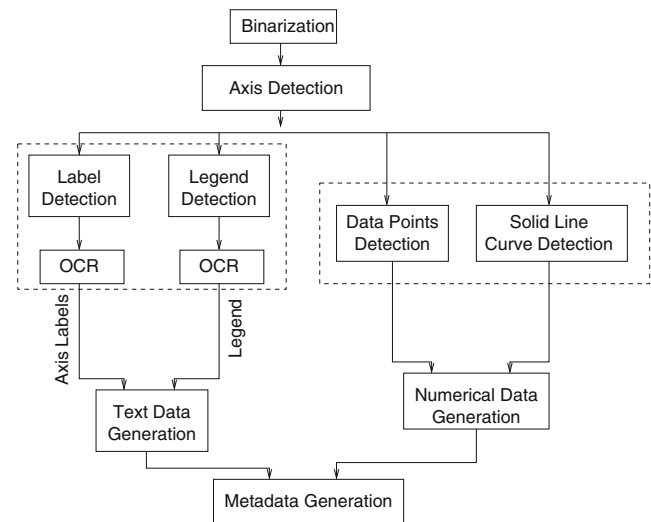 Binarization
Axis Detection
Label
Detection
Legend
Detection
Data Points
Detection
Solid Line
Curve Detection
OCR
OCR
Axis Labels
Legend
Text Data
Generation
Numerical Data
Generation
Metadata Generation